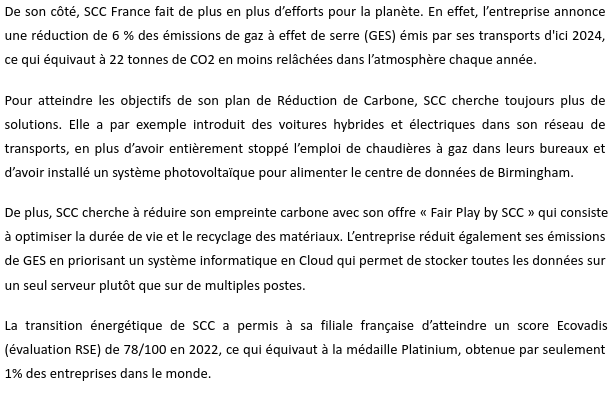 De son côté, SCC France fait de plus en plus d’efforts pour la planète. En effet, l’entreprise annonce
une réduction de 6 % des émissions de gaz à effet de serre (GES) émis par ses transports d'ici 2024,
ce qui équivaut à 22 tonnes de CO2 en moins relâchées dans l’atmosphère chaque année.
Pour atteindre les objectifs de son plan de Réduction de Carbone, SCC cherche toujours plus de
solutions. Elle a par exemple introduit des voitures hybrides et électriques dans son réseau de
transports, en plus d’avoir entièrement stoppé l’emploi de chaudières à gaz dans leurs bureaux et
d’avoir installé un système photovoltaïque pour alimenter le centre de données de Birmingham.
De plus, SCC cherche à réduire son empreinte carbone avec son offre « Fair Play by SCC » qui consiste
à optimiser la durée de vie et le recyclage des matériaux. L’entreprise réduit également ses émissions
de GES en priorisant un système informatique en Cloud qui permet de stocker toutes les données sur
un seul serveur plutôt que sur de multiples postes.
La transition énergétique de SCC a permis à sa filiale française d’atteindre un score Ecovadis
(évaluation RSE) de 78/100 en 2022, ce qui équivaut à la médaille Platinium, obtenue par seulement
1% des entreprises dans le monde.